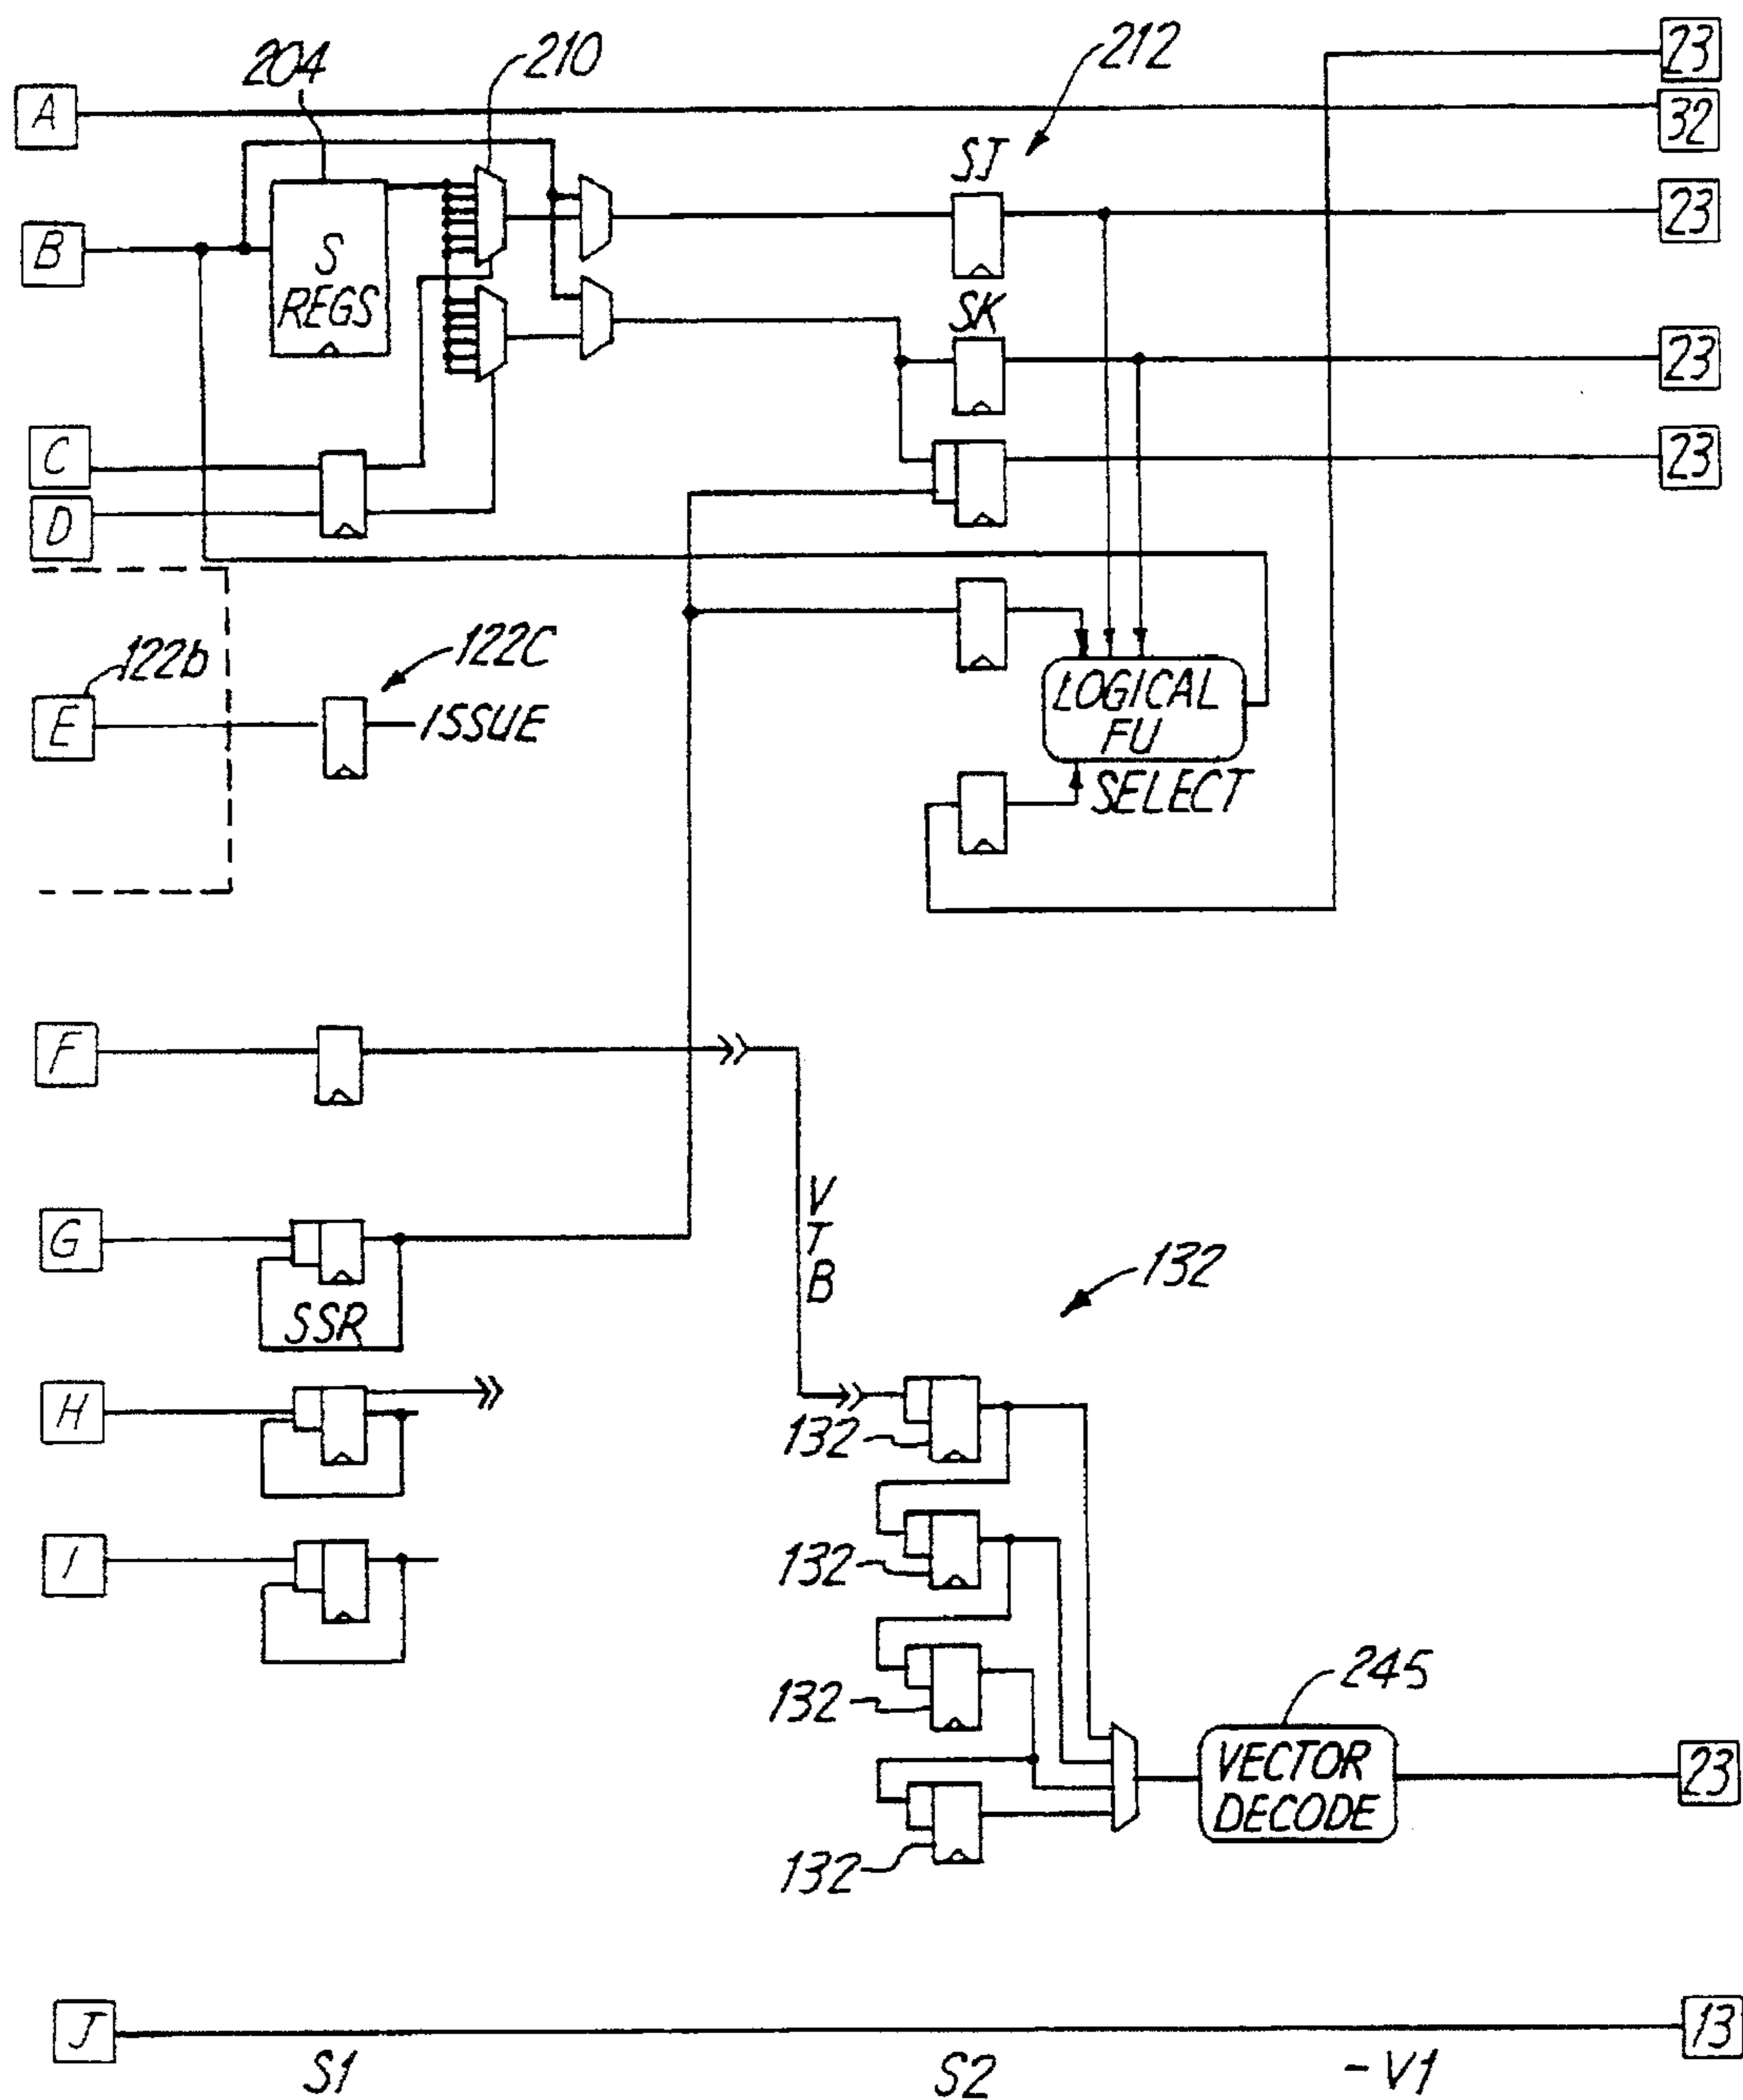 204
210
212
23
A
32
SJ
23
B
S
REGS
SK
23
C
23
D
122b
122C
E
ISSUE
LOGICAL
FU
SELECT
F
V
T
B
G
SSR
132
H
132
I
132
132
245
VECTOR
DECODE
23
132
J
13
S1
S2
-V1